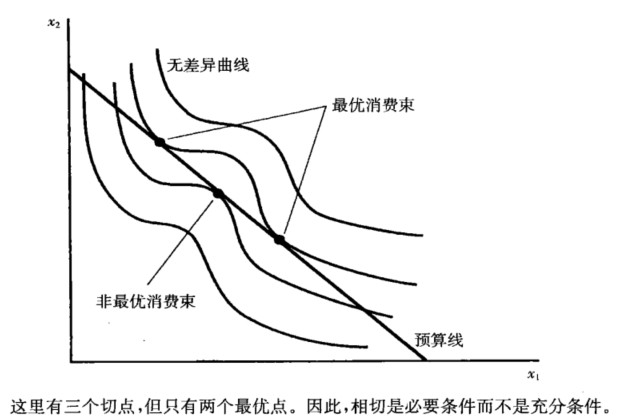 x₂
无差异曲线
最优消费束
非最优消费束
预算线
x₁
这里有三个切点,但只有两个最优点。因此,相切是必要条件而不是充分条件。